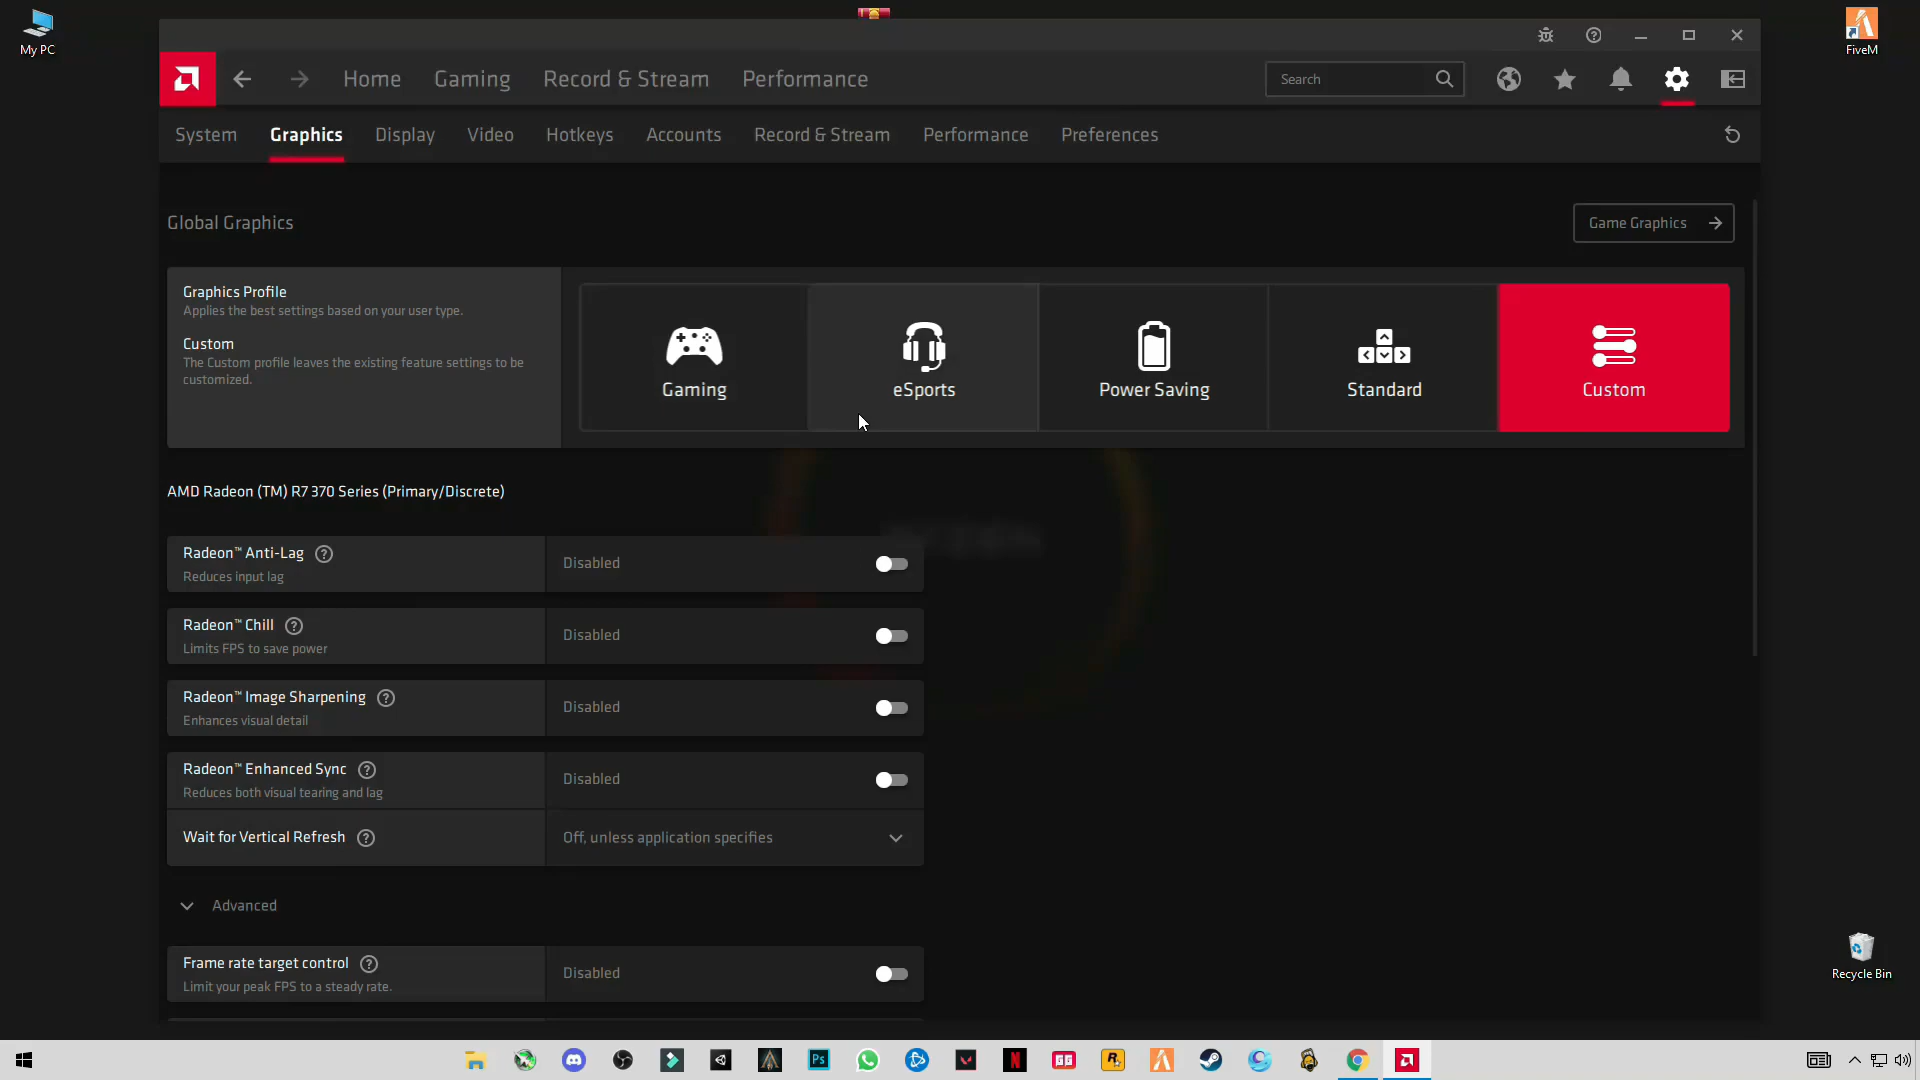 My PC
FiveM
Home
Gaming
Record & Stream
Performance
Search
System
Graphics
Display
Video
Hotkeys
Accounts
Record & Stream
Performance
Preferences
Global Graphics
Game Graphics
Graphics Profile
Applies the best settings based on your user type.
Custom
The Custom profile leaves the existing feature settings to be
customized.
Gaming
eSports
Power Saving
Standard
Custom
AMD Radeon (TM) R7 370 Series (Primary/Discrete)
Radeon™ Anti-Lag
Reduces input lag
Disabled
Radeon™ Chill
Limits FPS to save power
Disabled
Radeon™ Image Sharpening
Enhances visual detail
Disabled
Radeon™ Enhanced Sync
Reduces both visual tearing and lag
Disabled
Wait for Vertical Refresh
Off, unless application specifies
Advanced
Frame rate target control
Limit your peak FPS to a steady rate.
Disabled
Recycle Bin
Ps